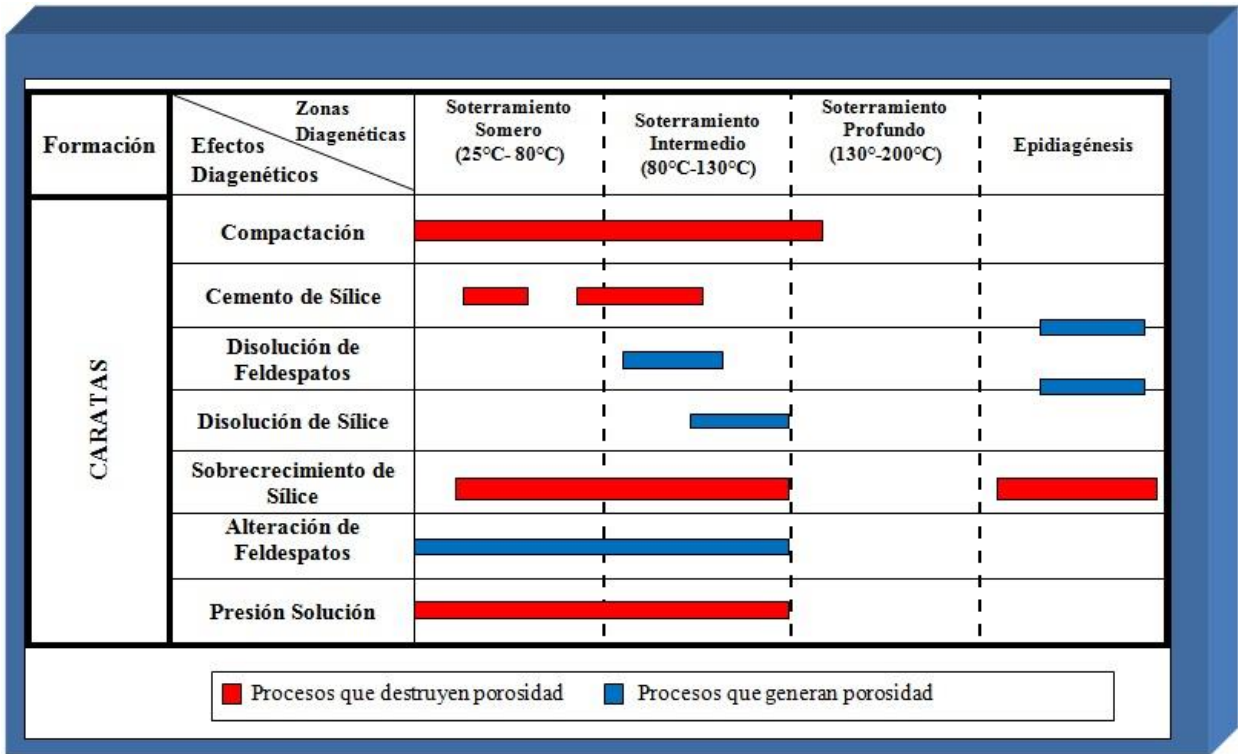 Formación
Zonas
Diagenéticas
Efectos
Diagenéticos
Soterramiento
Somero
(25°C- 80°C)
Soterramiento
Intermedio
(80°C-130°C)
Soterramiento
Profundo
(130°-200°C)
Epidiagénesis
CARATAS
Compactación
Cemento de Sílice
Disolución de
Feldespatos
Disolución de Sílice
Sobrecrecimiento de
Sílice
Alteración de
Feldespatos
Presión Solución
Procesos que destruyen porosidad
Procesos que generan porosidad